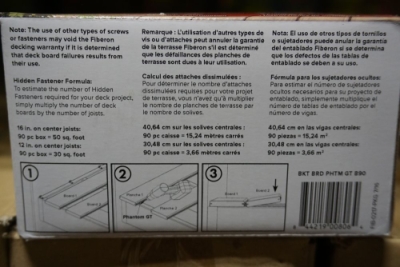 Note: The use of other types of screws
or fasteners may void the Fiberon
decking warranty if it is determined
that deck board failures result from
their use.
Hidden Fastener Formula:
To estimate the number of Hidden
Fasteners required for your deck project,
simply multiply the number of deck
boards by the number of joists.
16 in. on center joists:
90 pc box = 50 sq. foot
12 in. on center joists:
90 pc box = 30 sq. foot
Remarque : L'utilisation d'autres types de
vis ou d'attaches peut annuler la garantie
de la terrasse Fiberon s'il est déterminé
que les défaillances des planches de
terrasse résultent de leur utilisation.
Calcul des attaches dissimulées :
Pour déterminer le nombre d'attaches
dissimulées requises pour votre projet
de terrasse, vous n'avez qu'à multiplier
le nombre de planches de terrasse par
le nombre de solives.
40,64 cm sur les solives centrales :
90 pc caisse = 15,24 mètres carrés
30,48 cm sur les solives centrales :
90 pc caisse = 3,66 mètres carrés
Nota: El uso de otros tipos de tornillos
o sujetadores puede anular la garantía
del entablado Fiberon si se determina
que los defectos de las tablas de
entablado se deben a su uso.
Fórmula para los sujetadores ocultos:
Para estimar el número de sujetadores
ocultos necesarios para su proyecto de
entablado, simplemente multiplique el
número de tablas de entablado por el
número de vigas.
40,64 cm en las vigas centrales:
90 piezas = 15,24 m²
30,48 cm en las vigas centrales:
90 piezas = 3,66 m²
1
2
Phantom GT
3
BKT BRD PHTM-GT B90